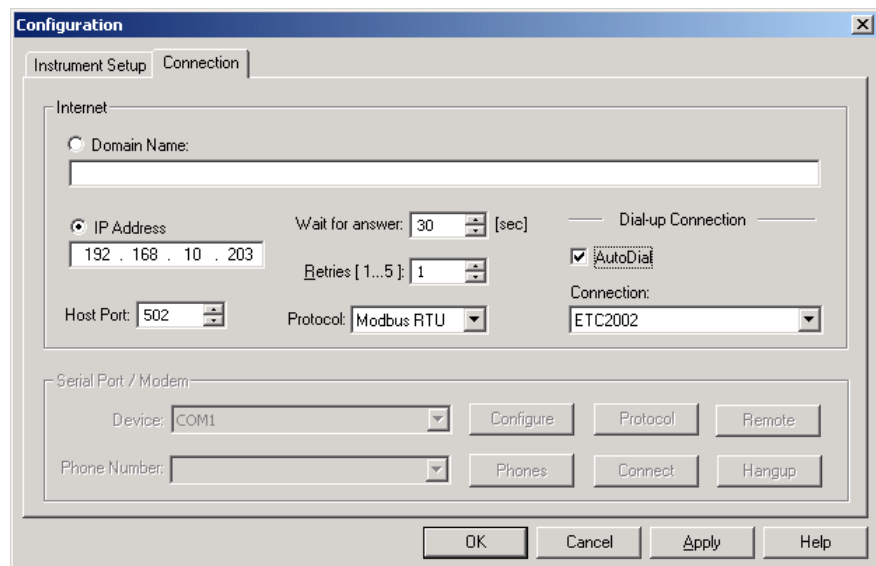 Configuration
Instrument Setup Connection
Internet
Domain Name:
IP Address Wait for answer: 30 [sec] Dial-up Connection
192 . 168 . 10 . 203 AutoDial
Retries [ 1...5 ]: 1
Connection:
Host Port: 502 Protocol: Modbus RTU ETC2002
Serial Port / Modem
Device: COM1 Configure Protocol Remote
Phone Number: Phones Connect Hangup
OK Cancel Apply Help